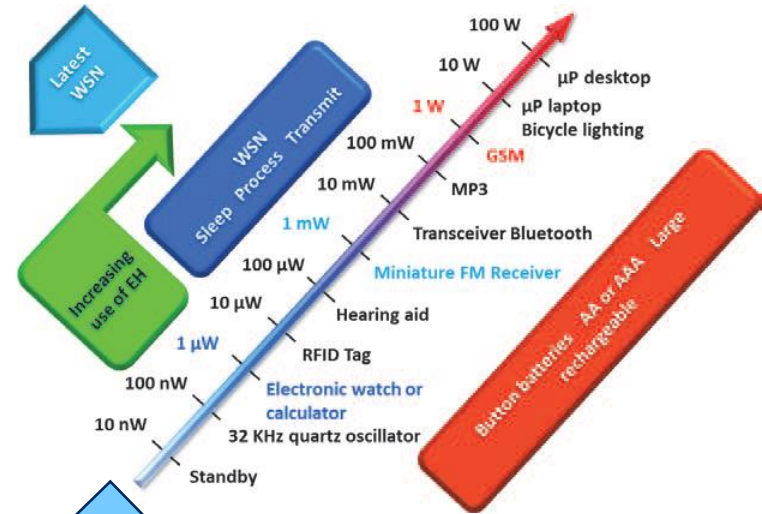 Latest
WSN
WSN
Sleep Process Transmit
Increasing
use of EH
100 W
10 W
1 W
100 mW
10 mW
1 mW
100 µW
10 µW
1 µW
100 nW
10 nW
µP desktop
µP laptop
Bicycle lighting
GSM
MP3
Transceiver Bluetooth
Miniature FM Receiver
Hearing aid
RFID Tag
Electronic watch or
calculator
32 KHz quartz oscillator
Standby
Button batteries AA or AAA Large
rechargeable